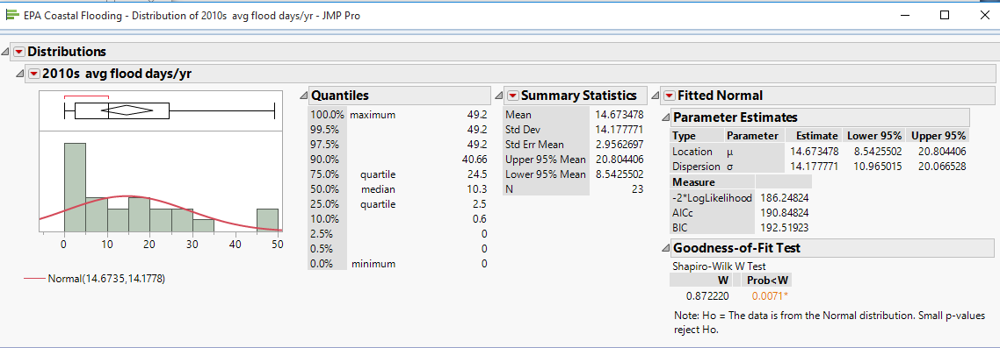 EPA Coastal Flooding - Distribution of 2010s avg flood days/yr - JMP Pro
Distributions
2010s avg flood days/yr
0 10 20 30 40 50
Normal(14.6735,14.1778)
Quantiles
100.0% maximum 49.2
99.5% 49.2
97.5% 49.2
90.0% 40.66
75.0% quartile 24.5
50.0% median 10.3
25.0% quartile 2.5
10.0% 0.6
2.5% 0
0.5% 0
0.0% minimum 0
Summary Statistics
Mean 14.673478
Std Dev 14.177771
Std Err Mean 2.9562697
Upper 95% Mean 20.804406
Lower 95% Mean 8.5425502
N 23
Fitted Normal
Parameter Estimates
Type Parameter Estimate Lower 95% Upper 95%
Location μ 14.673478 8.5425502 20.804406
Dispersion σ 14.177771 10.965015 20.066528
Measure
-2*LogLikelihood 186.24824
AICc 190.84824
BIC 192.51923
Goodness-of-Fit Test
Shapiro-Wilk W Test
W Prob<W
0.872220 0.0071*
Note: Ho = The data is from the Normal distribution. Small p-values
reject Ho.